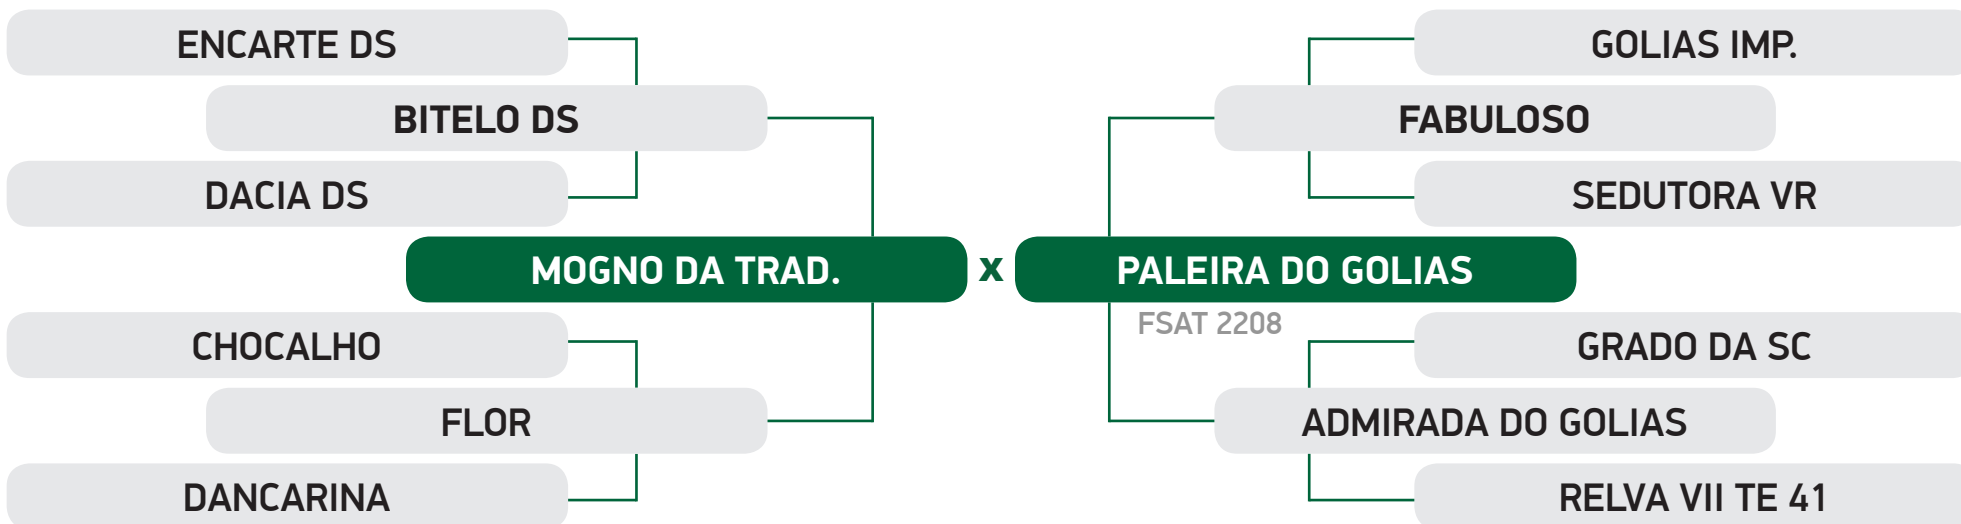 ENCARTE DS
GOLIAS IMP.
BITELO DS
FABULOSO
DACIA DS
SEDUTORA VR
MOGNO DA TRAD.
x
PALEIRA DO GOLIAS
FSAT 2208
CHOCALHO
GRADO DA SC
FLOR
ADMIRADA DO GOLIAS
DANCARINA
RELVA VII TE 41